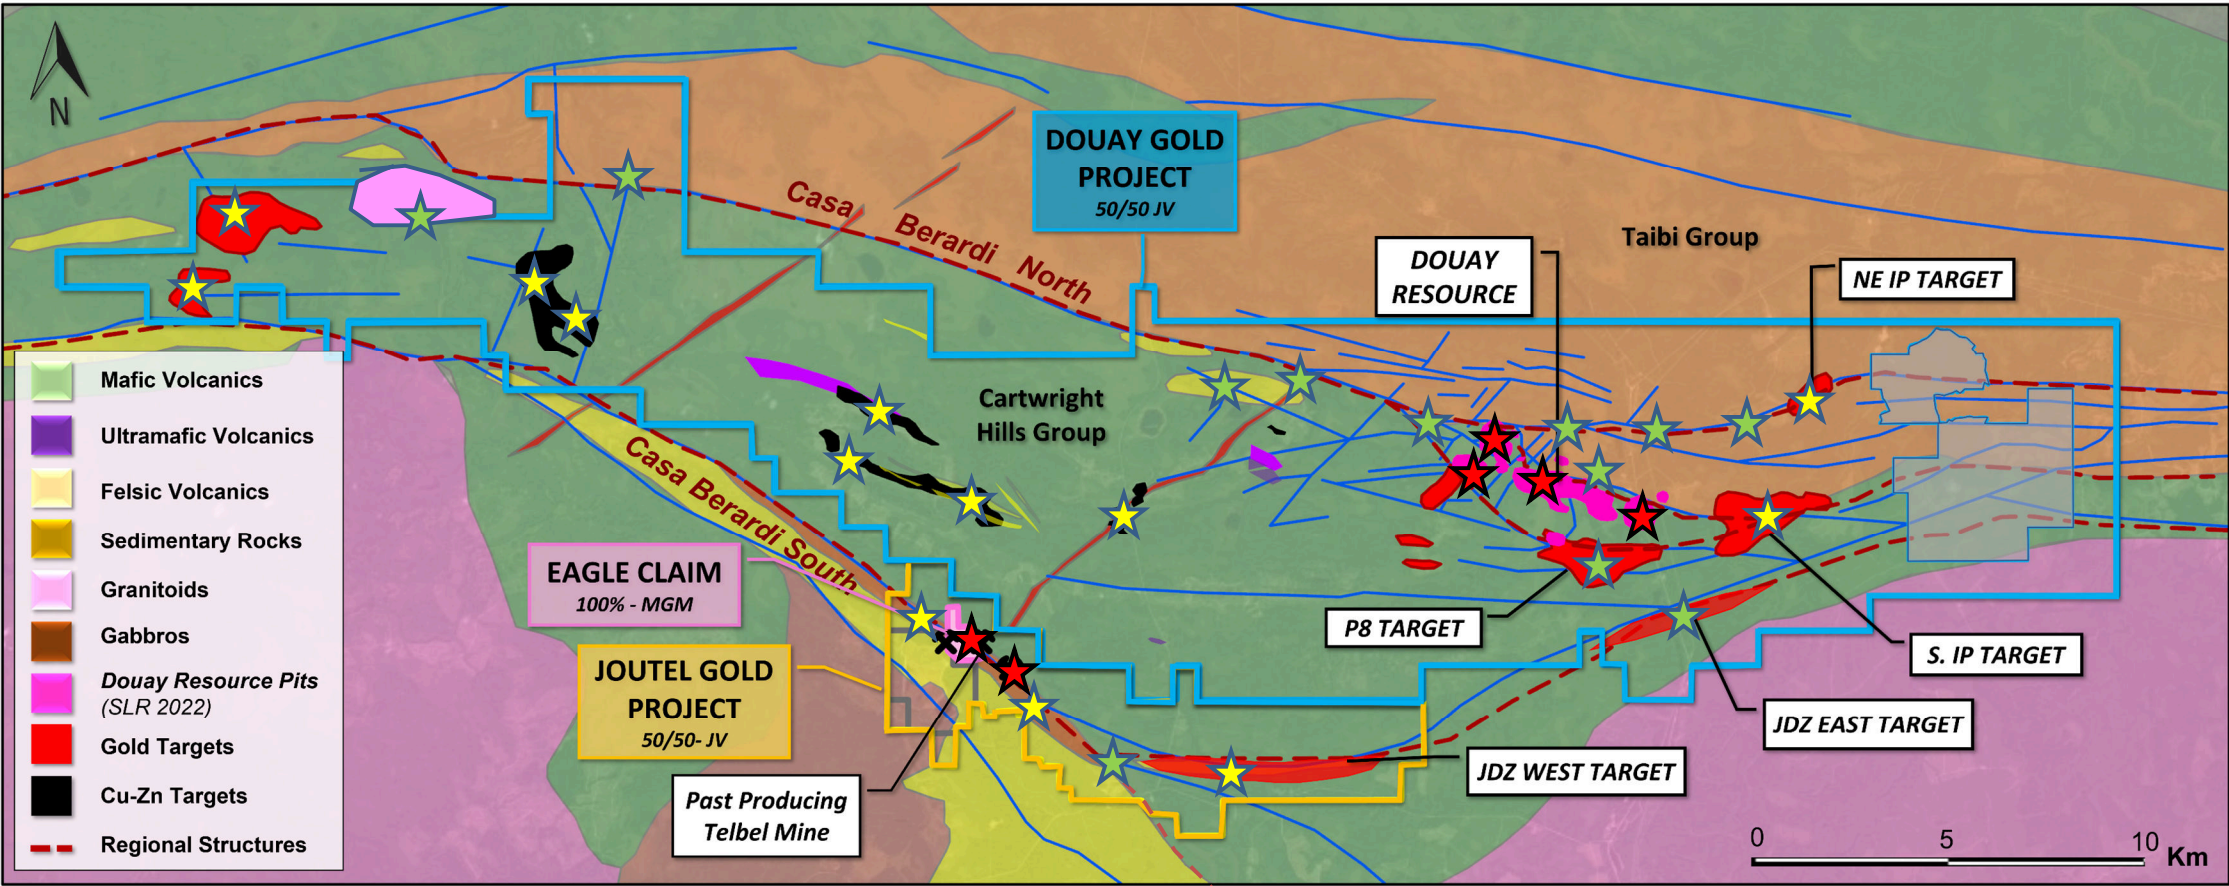 N
DOUAY GOLD
PROJECT
50/50 JV
Casa Berardi North
Taibi Group
DOUAY
RESOURCE
NE IP TARGET
Cartwright
Hills Group
Casa Berardi South
EAGLE CLAIM
100% - MGM
JOUTEL GOLD
PROJECT
50/50- JV
Past Producing
Telbel Mine
P8 TARGET
S. IP TARGET
JDZ EAST TARGET
JDZ WEST TARGET
Mafic Volcanics
Ultramafic Volcanics
Felsic Volcanics
Sedimentary Rocks
Granitoids
Gabbros
Douay Resource Pits
(SLR 2022)
Gold Targets
Cu-Zn Targets
Regional Structures
0 5 10 Km